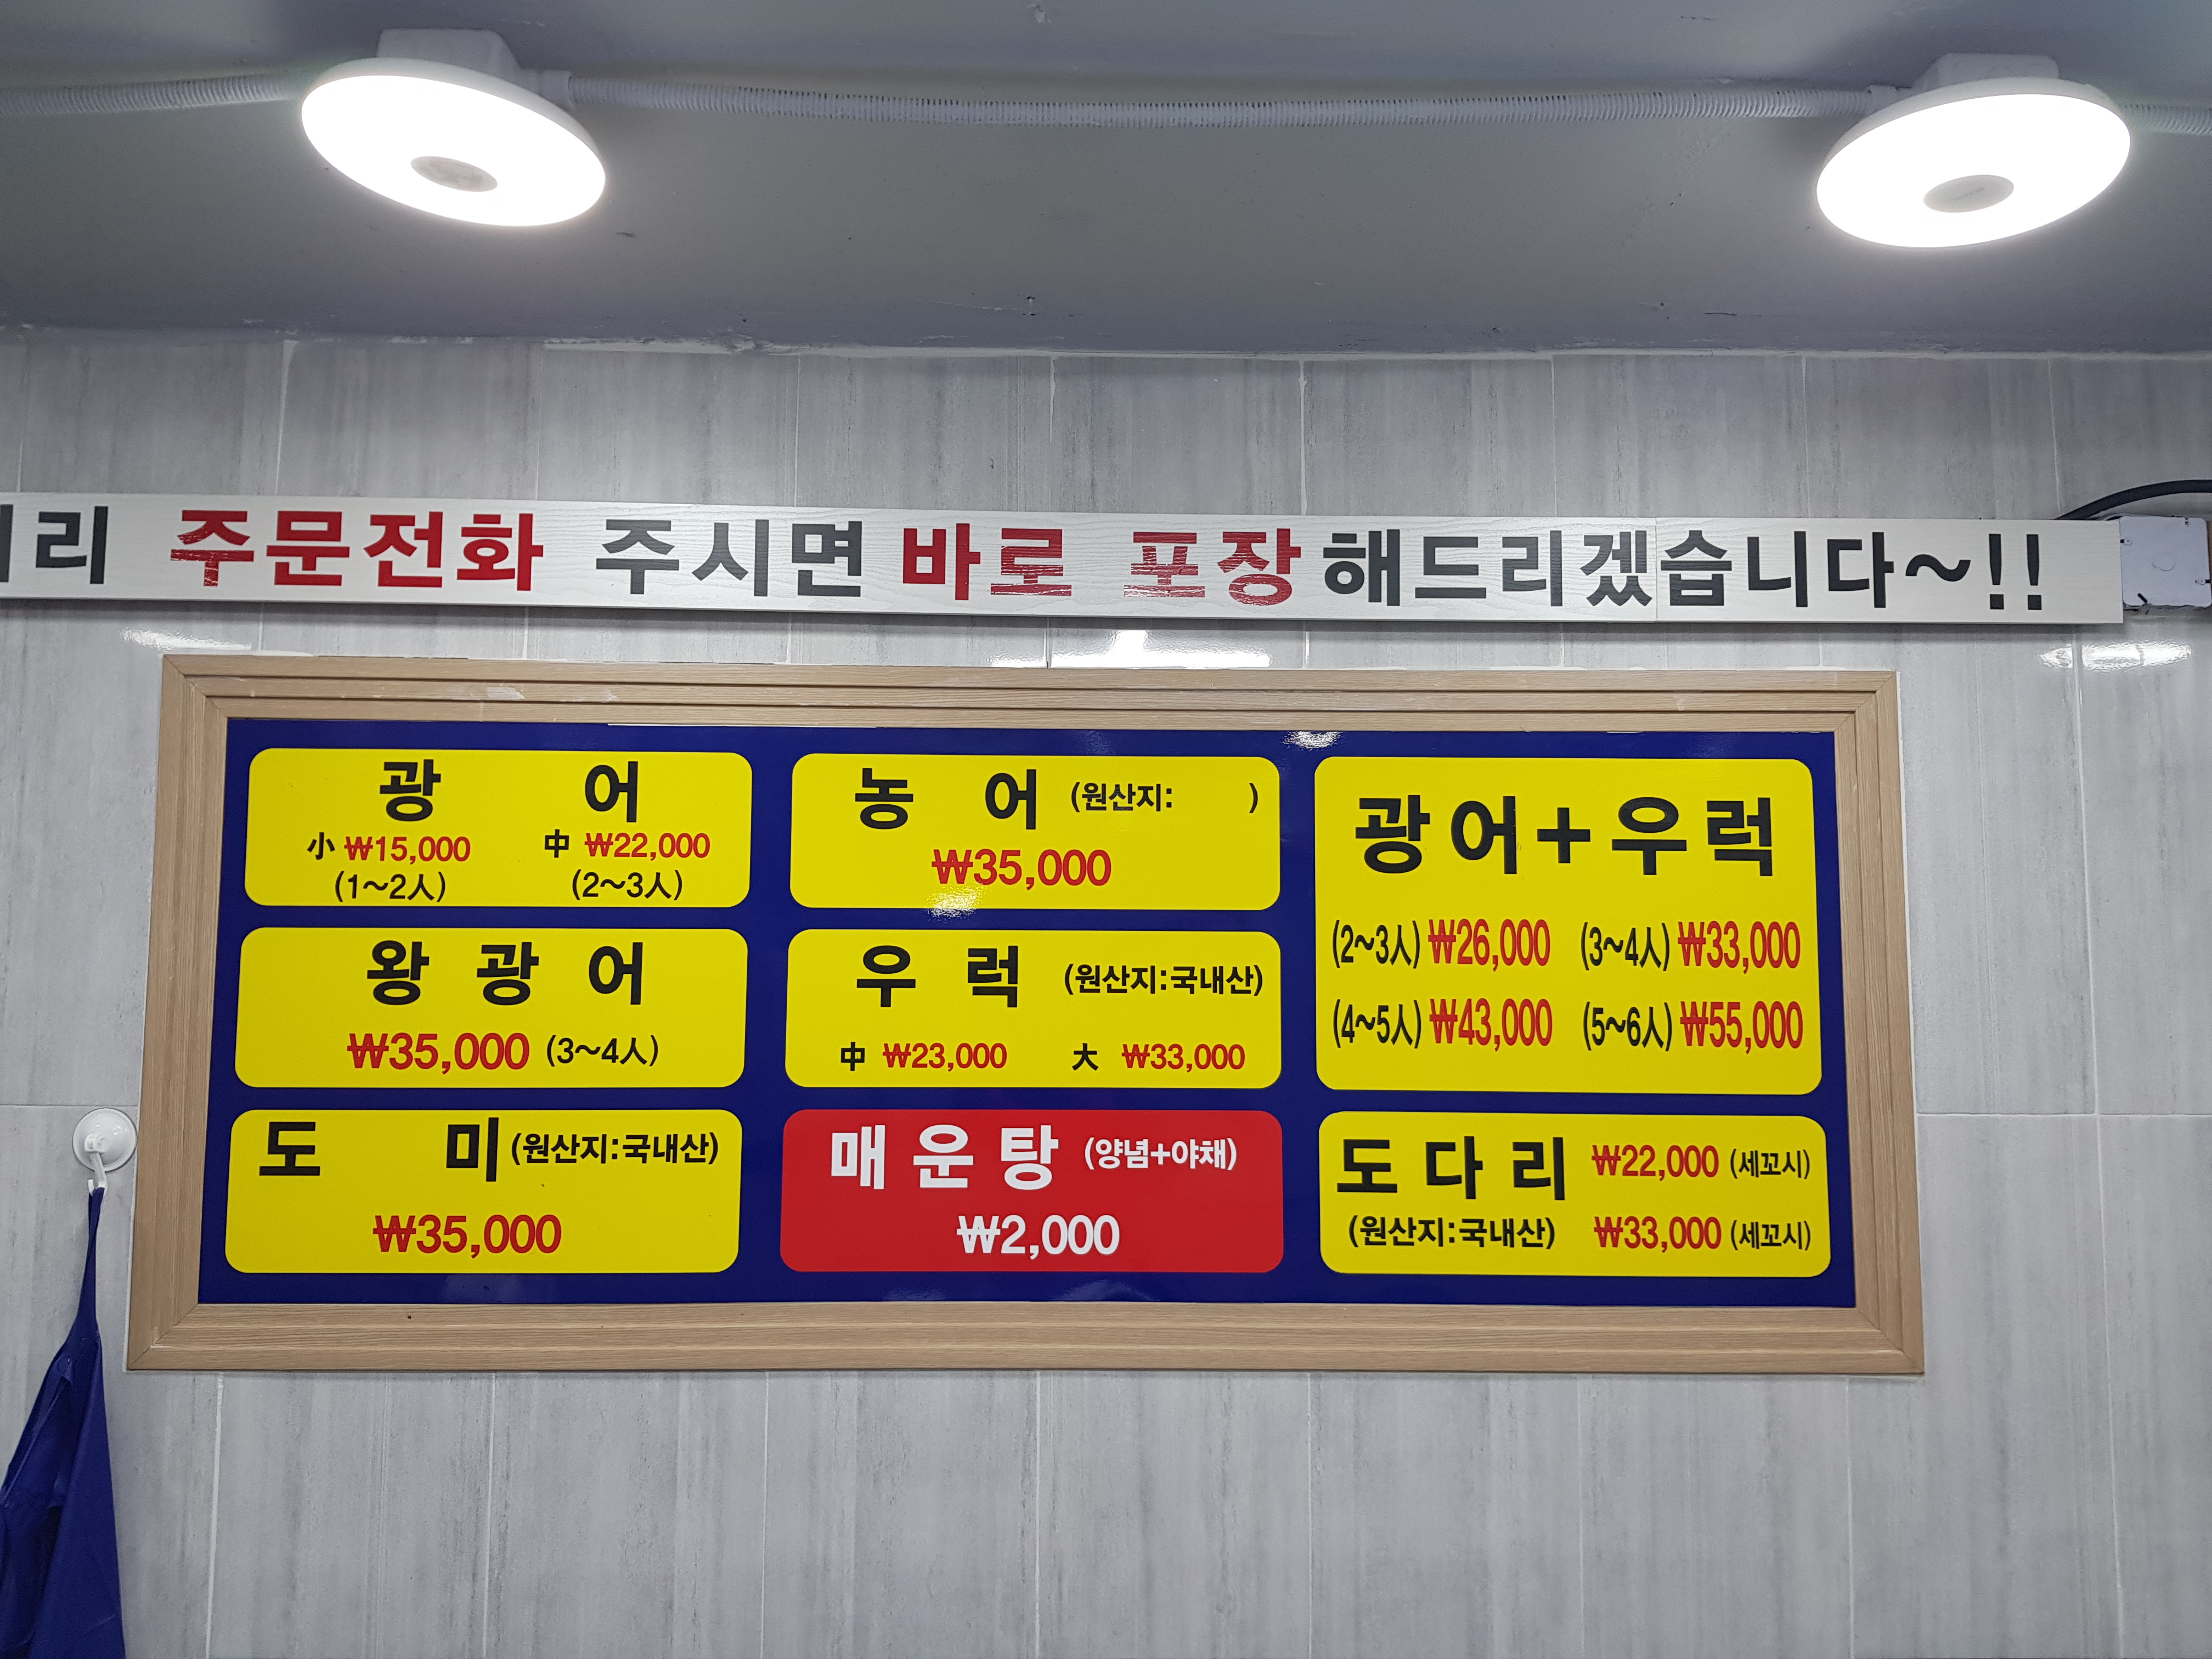 리 주문전화 주시면 바로 포장해드리겠습니다~!!
광 어
小 ₩15,000 中 ₩22,000
(1~2人) (2~3人)
왕 광 어
₩35,000 (3~4人)
도 미 (원산지:국내산)
₩35,000
농 어 (원산지: )
₩35,000
우 럭 (원산지:국내산)
中 ₩23,000 大 ₩33,000
매 운 탕 (양념+야채)
₩2,000
광어+우럭
(2~3人) ₩26,000 (3~4人) ₩33,000
(4~5人) ₩43,000 (5~6人) ₩55,000
도 다 리 ₩22,000 (세꼬시)
(원산지:국내산) ₩33,000 (세꼬시)